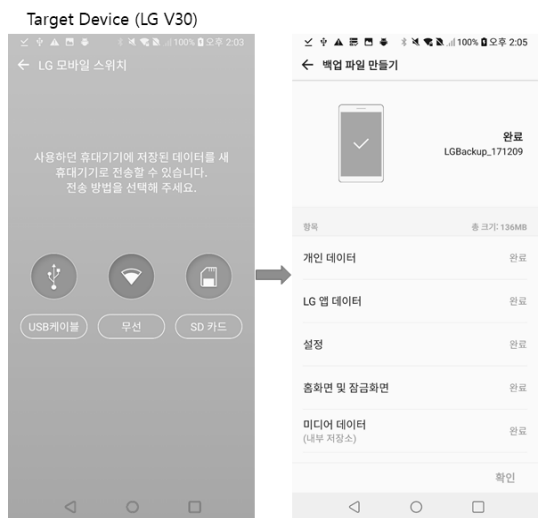 Target Device (LG V30)
100% 오후 2:03
← LG 모바일 스위치
사용하던 휴대기기에 저장된 데이터를 새
휴대기기로 전송할 수 있습니다.
전송 방법을 선택해 주세요.
USB케이블
무선
SD 카드
100% 오후 2:05
← 백업 파일 만들기
완료
LGBackup_171209
항목 총 크기: 136MB
개인 데이터 완료
LG 앱 데이터 완료
설정 완료
홈화면 및 잠금화면 완료
미디어 데이터 완료
(내부 저장소)
확인